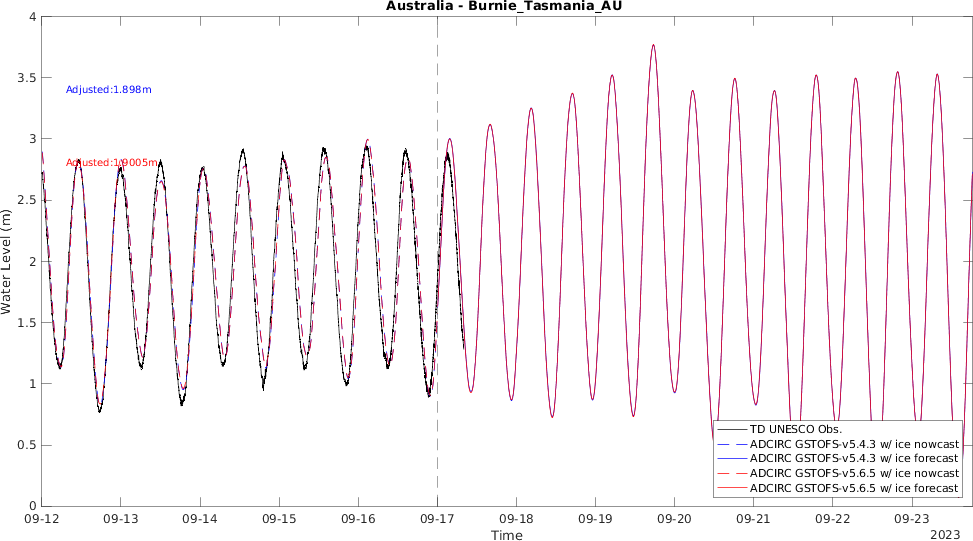 Australia - Burnie_Tasmania_AU
4
3.5
3
2.5
2
1.5
1
0.5
0
Water Level (m)
Adjusted:1.898m
Adjusted:1.9005m
TD UNESCO Obs.
ADCIRC GSTOFS-v5.4.3 w/ ice nowcast
ADCIRC GSTOFS-v5.4.3 w/ ice forecast
ADCIRC GSTOFS-v5.6.5 w/ ice nowcast
ADCIRC GSTOFS-v5.6.5 w/ ice forecast
09-12 09-13 09-14 09-15 09-16 09-17 09-18 09-19 09-20 09-21 09-22 09-23
Time
2023